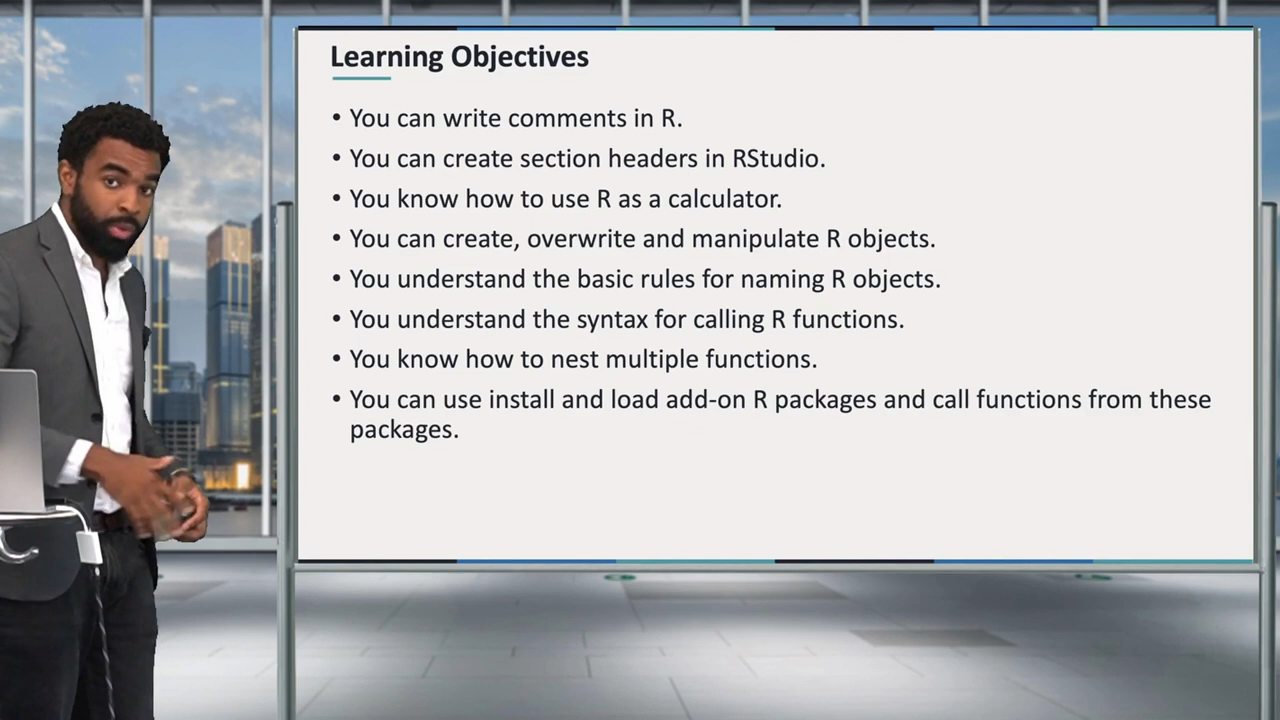 Learning Objectives
• You can write comments in R.
• You can create section headers in RStudio.
• You know how to use R as a calculator.
• You can create, overwrite and manipulate R objects.
• You understand the basic rules for naming R objects.
• You understand the syntax for calling R functions.
• You know how to nest multiple functions.
• You can use install and load add-on R packages and call functions from these
packages.